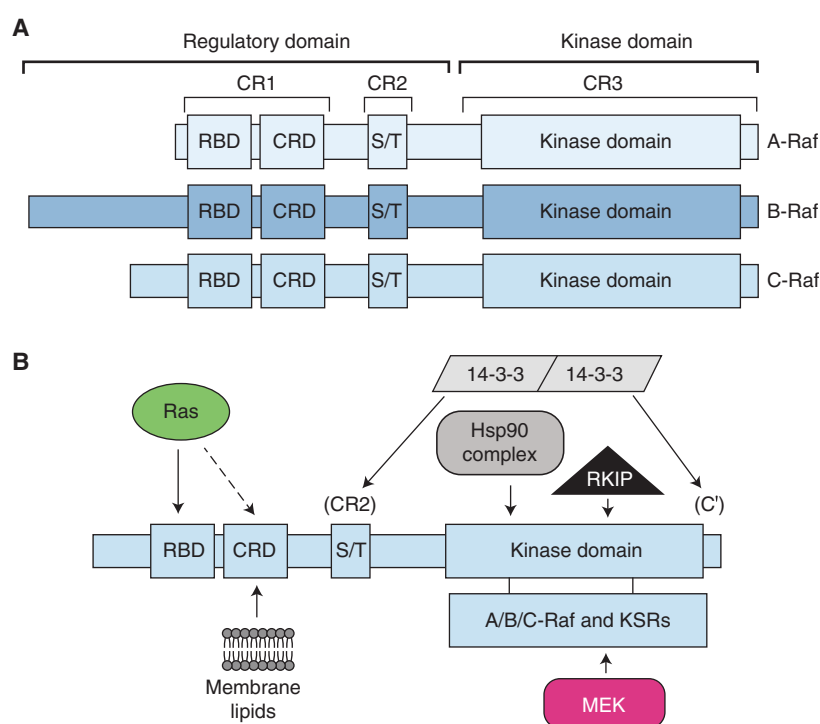 A
Regulatory domain Kinase domain
CR1 CR2 CR3
RBD CRD S/T Kinase domain A-Raf
RBD CRD S/T Kinase domain B-Raf
RBD CRD S/T Kinase domain C-Raf
B
14-3-3 14-3-3
Ras
Hsp90
complex
RKIP
(CR2) (C')
RBD CRD S/T Kinase domain
A/B/C-Raf and KSRs
Membrane
lipids
MEK